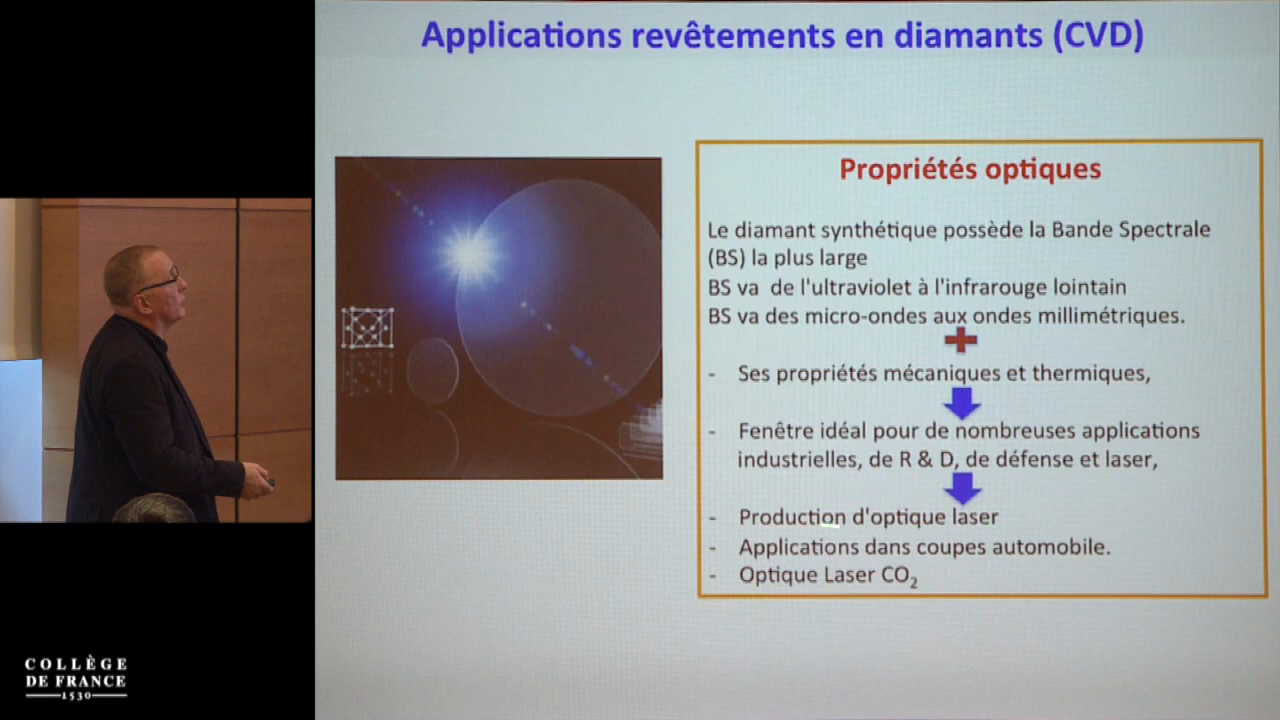 Applications revêtements en diamants (CVD)
Propriétés optiques
Le diamant synthétique possède la Bande Spectrale
(BS) la plus large
BS va de l'ultraviolet à l'infrarouge lointain
BS va des micro-ondes aux ondes millimétriques.
- Ses propriétés mécaniques et thermiques,
- Fenêtre idéal pour de nombreuses applications
industrielles, de R & D, de défense et laser,
- Production d'optique laser
- Applications dans coupes automobile.
- Optique Laser CO₂
COLLÈGE
DE FRANCE
1530